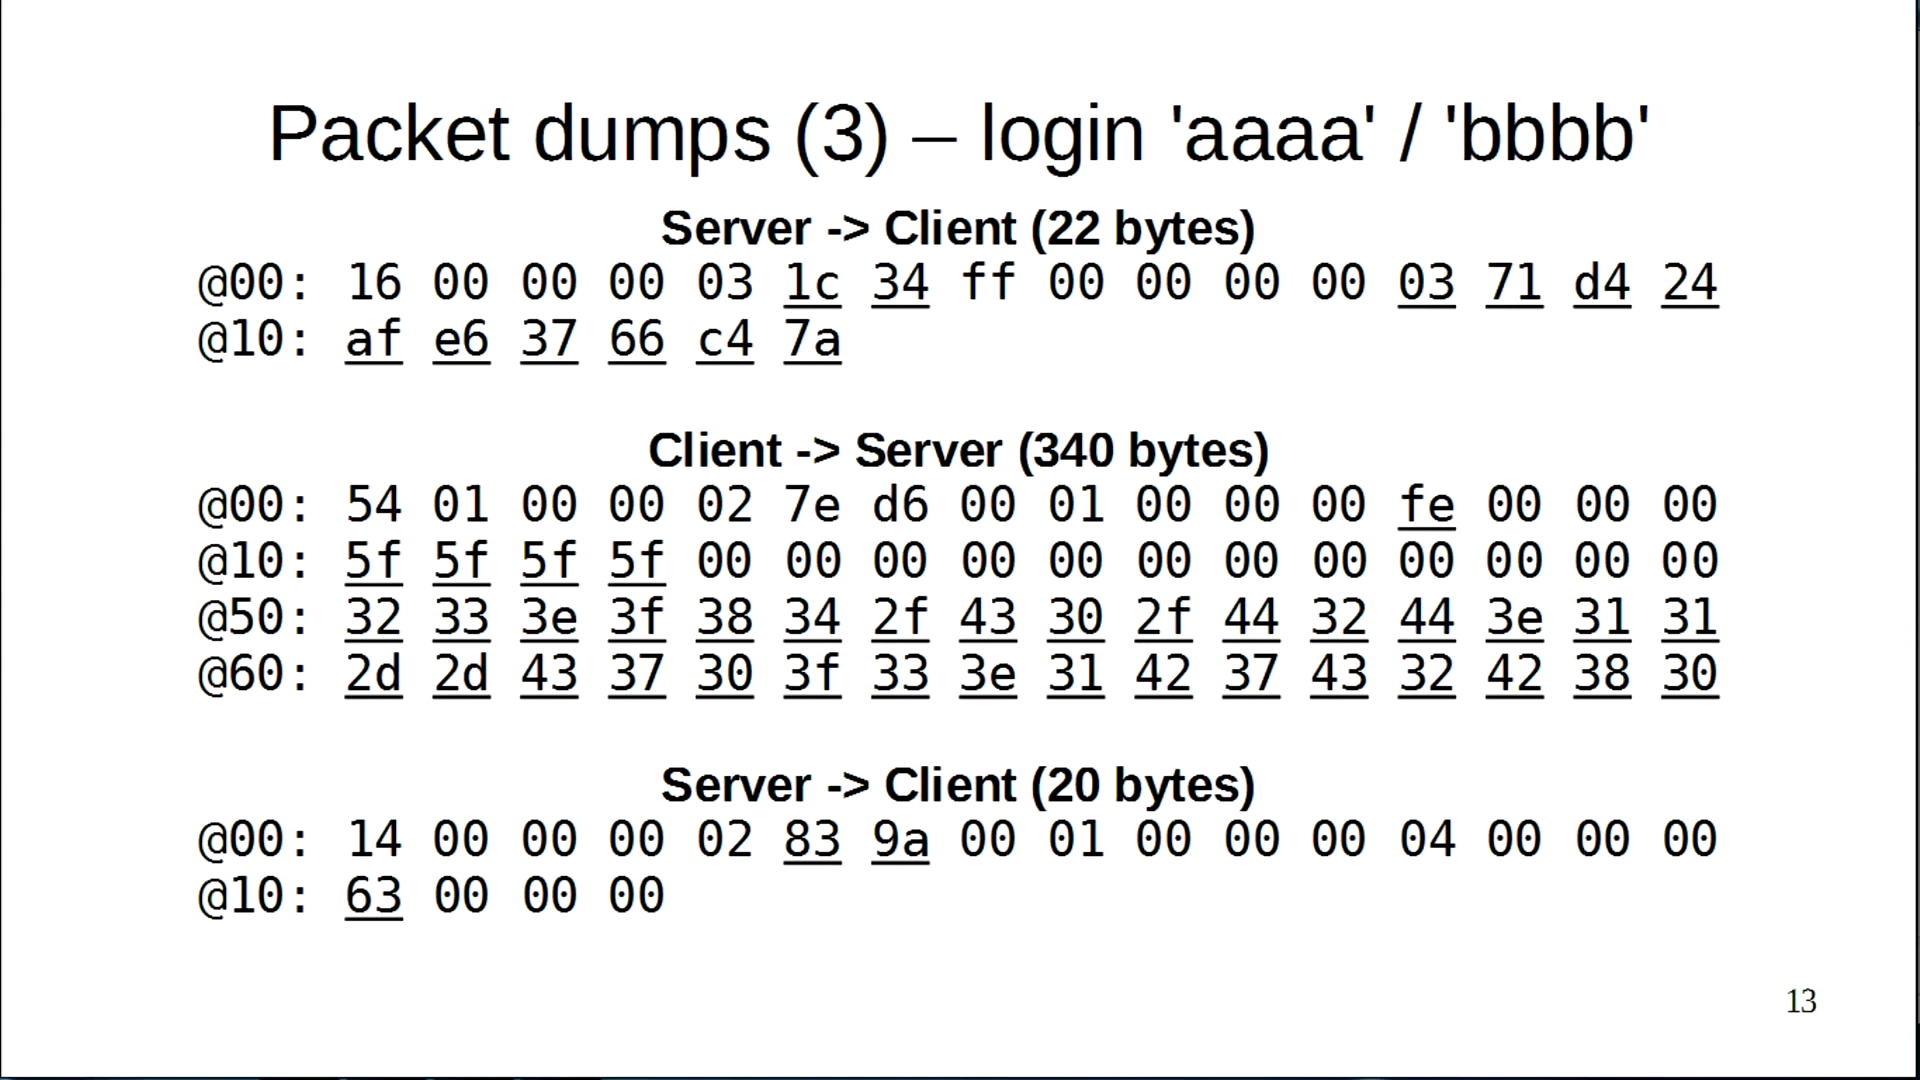 Packet dumps (3) – login 'aaaa' / 'bbbb'
Server -> Client (22 bytes)
@00: 16 00 00 00 03 1c 34 ff 00 00 00 00 03 71 d4 24
@10: af e6 37 66 c4 7a
Client -> Server (340 bytes)
@00: 54 01 00 00 02 7e d6 00 01 00 00 00 fe 00 00 00
@10: 5f 5f 5f 5f 00 00 00 00 00 00 00 00 00 00 00 00
@50: 32 33 3e 3f 38 34 2f 43 30 2f 44 32 44 3e 31 31
@60: 2d 2d 43 37 30 3f 33 3e 31 42 37 43 32 42 38 30
Server -> Client (20 bytes)
@00: 14 00 00 00 02 83 9a 00 01 00 00 00 04 00 00 00
@10: 63 00 00 00
13